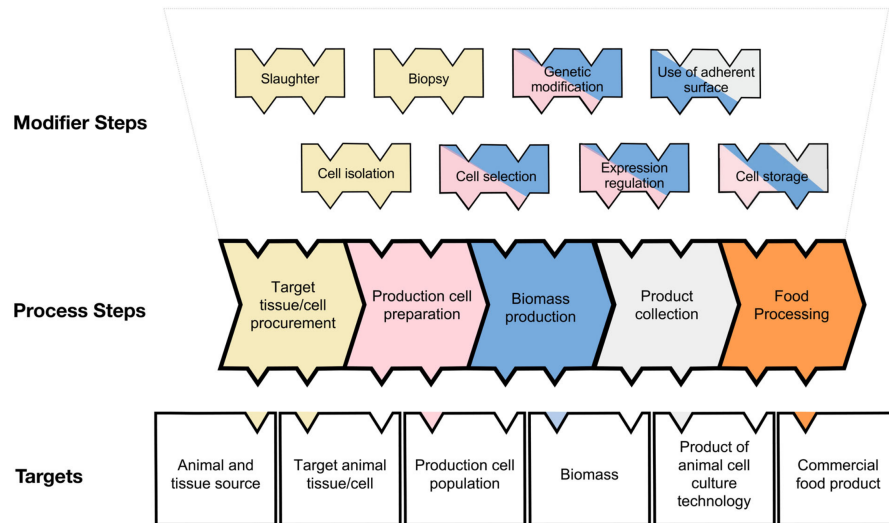 Modifier Steps
Slaughter
Biopsy
Genetic
modification
Use of adherent
surface
Cell isolation
Cell selection
Expression
regulation
Cell storage
Process Steps
Target
tissue/cell
procurement
Production cell
preparation
Biomass
production
Product
collection
Food
Processing
Targets
Animal and
tissue source
Target animal
tissue/cell
Production cell
population
Biomass
Product of
animal cell
culture
technology
Commercial
food product